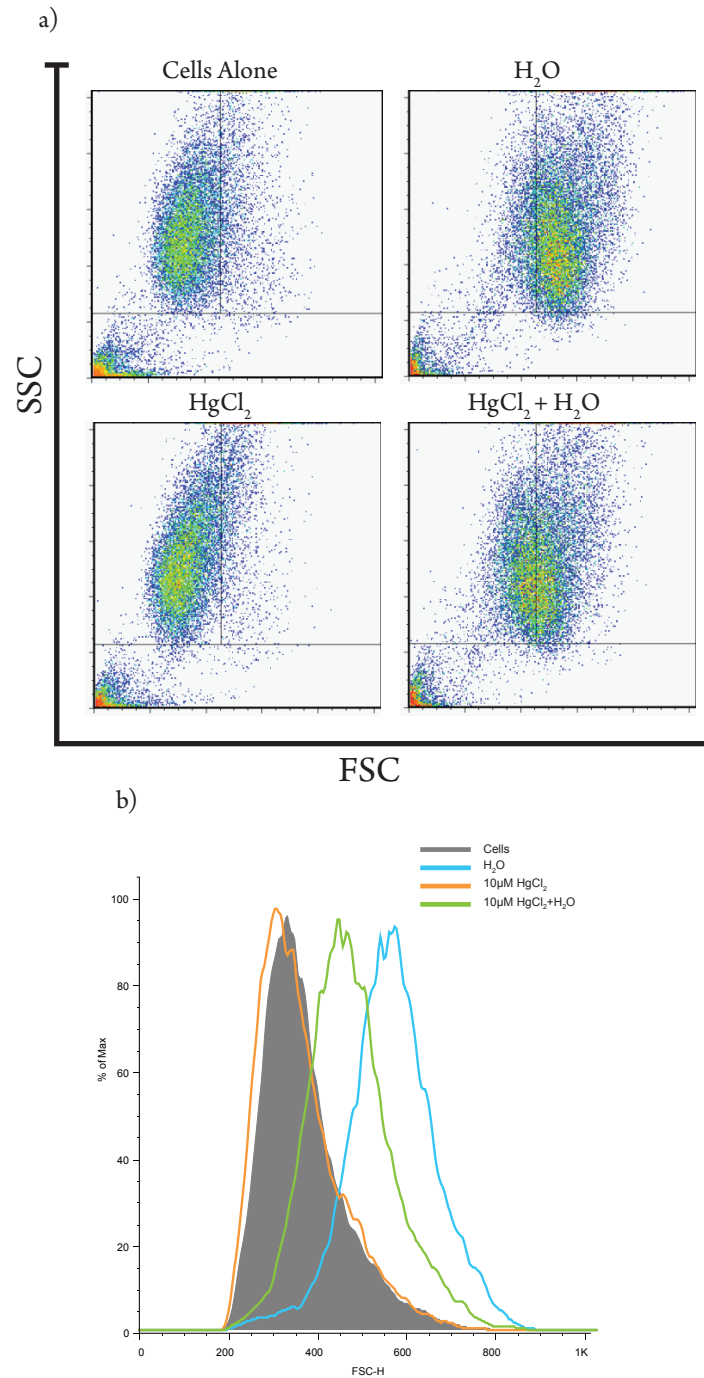 a)
Cells Alone
H₂O
SSC
HgCl₂
HgCl₂ + H₂O
FSC
b)
Cells
H₂O
10µM HgCl₂
10µM HgCl₂+H₂O
100
80
60
40
20
0
% of Max
0 200 400 600 800 1K
FSC-H